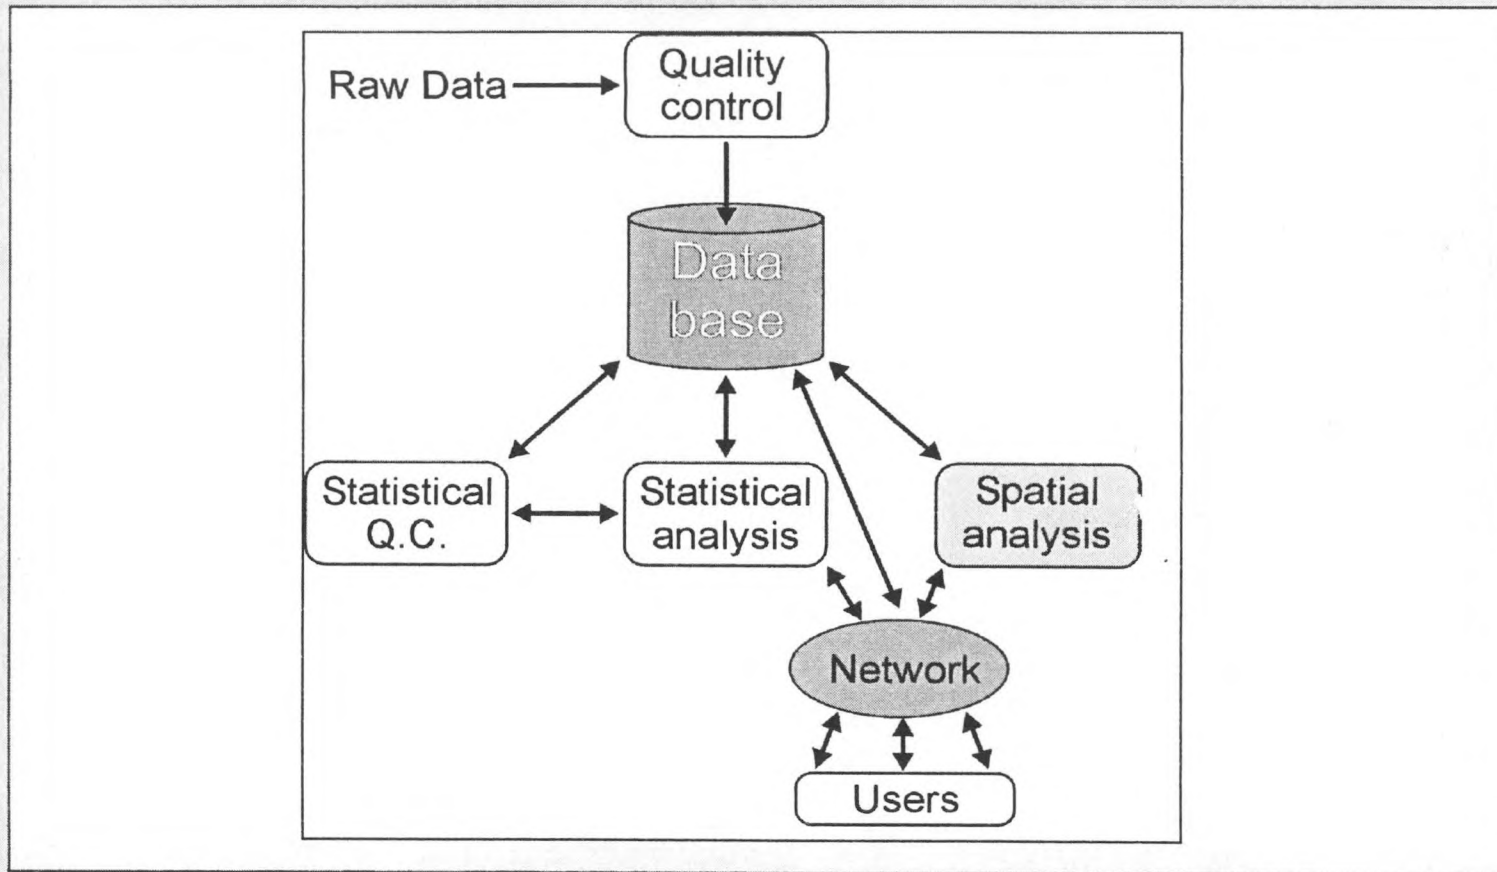 Raw Data
Quality
control
Data
base
Statistical
Q.C.
Statistical
analysis
Spatial
analysis
Network
Users